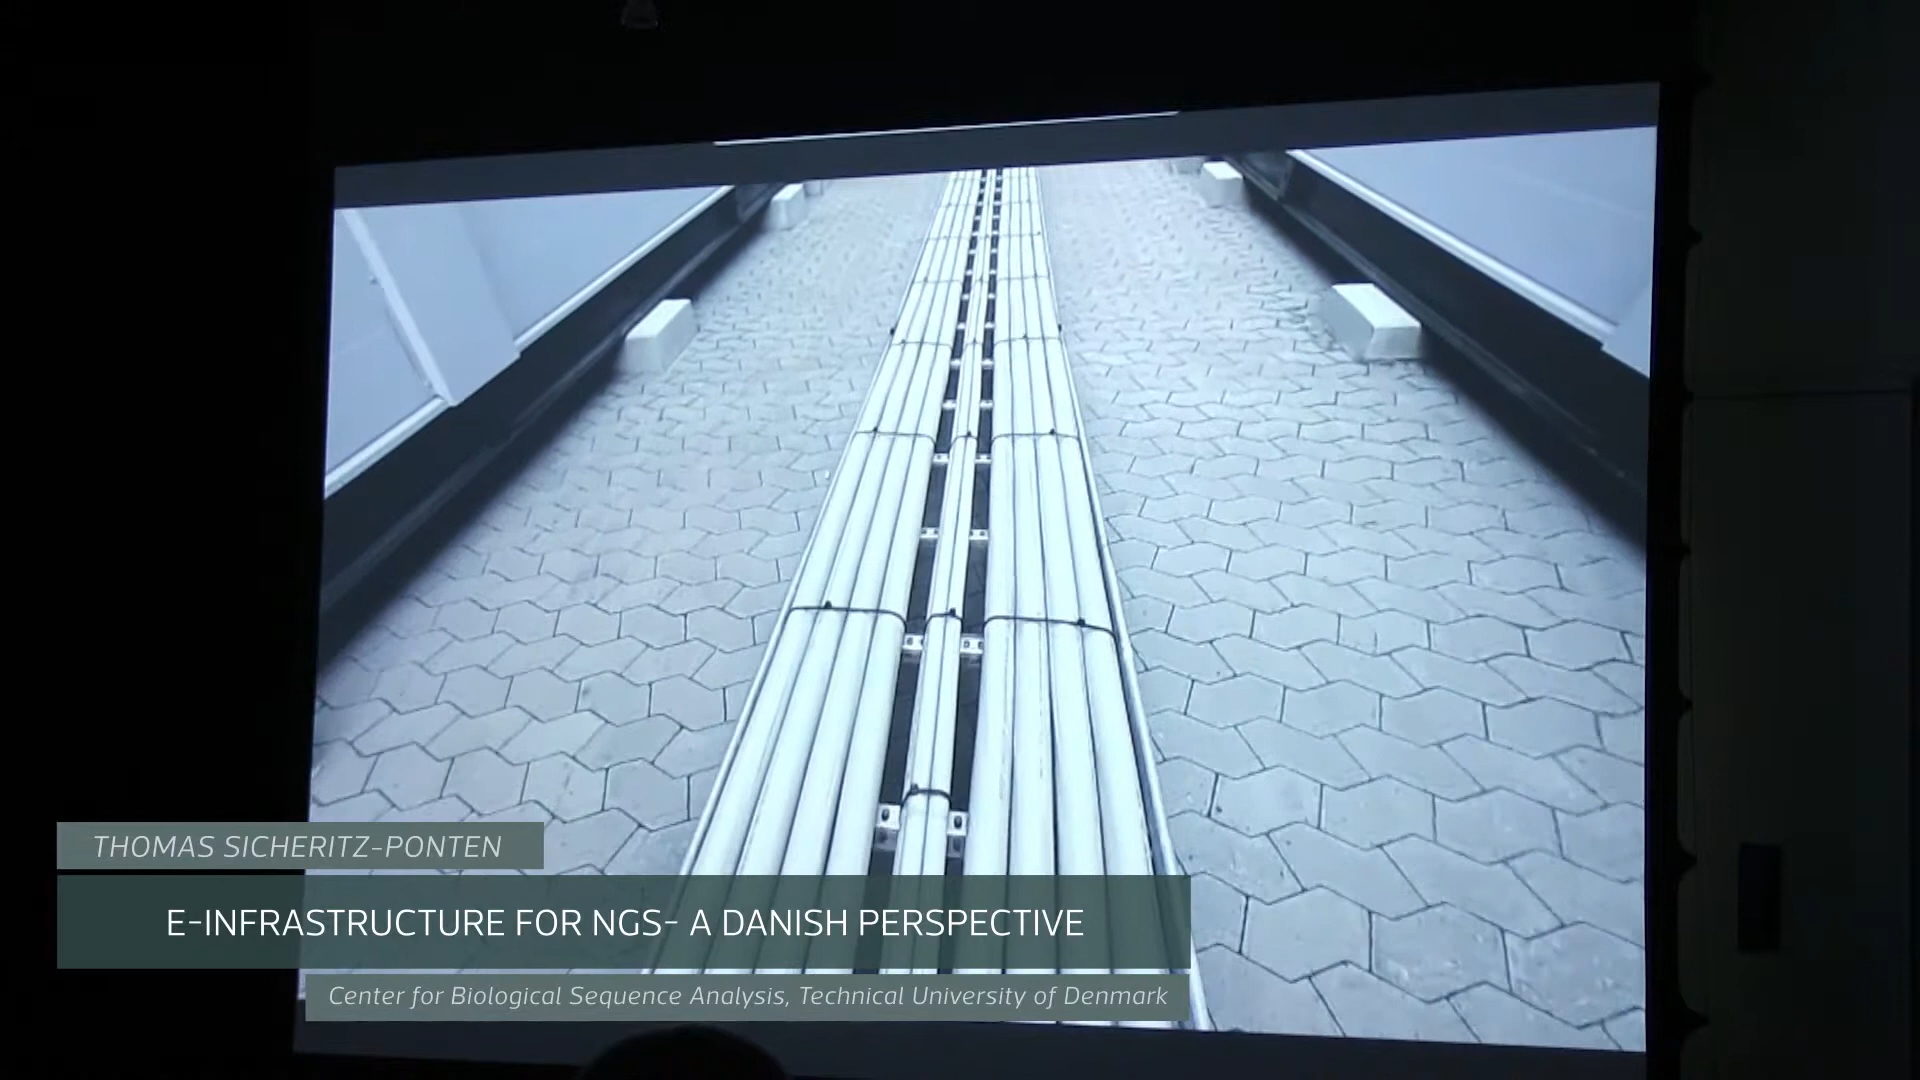 THOMAS SICHERITZ-PONTEN
E-INFRASTRUCTURE FOR NGS- A DANISH PERSPECTIVE
Center for Biological Sequence Analysis, Technical University of Denmark